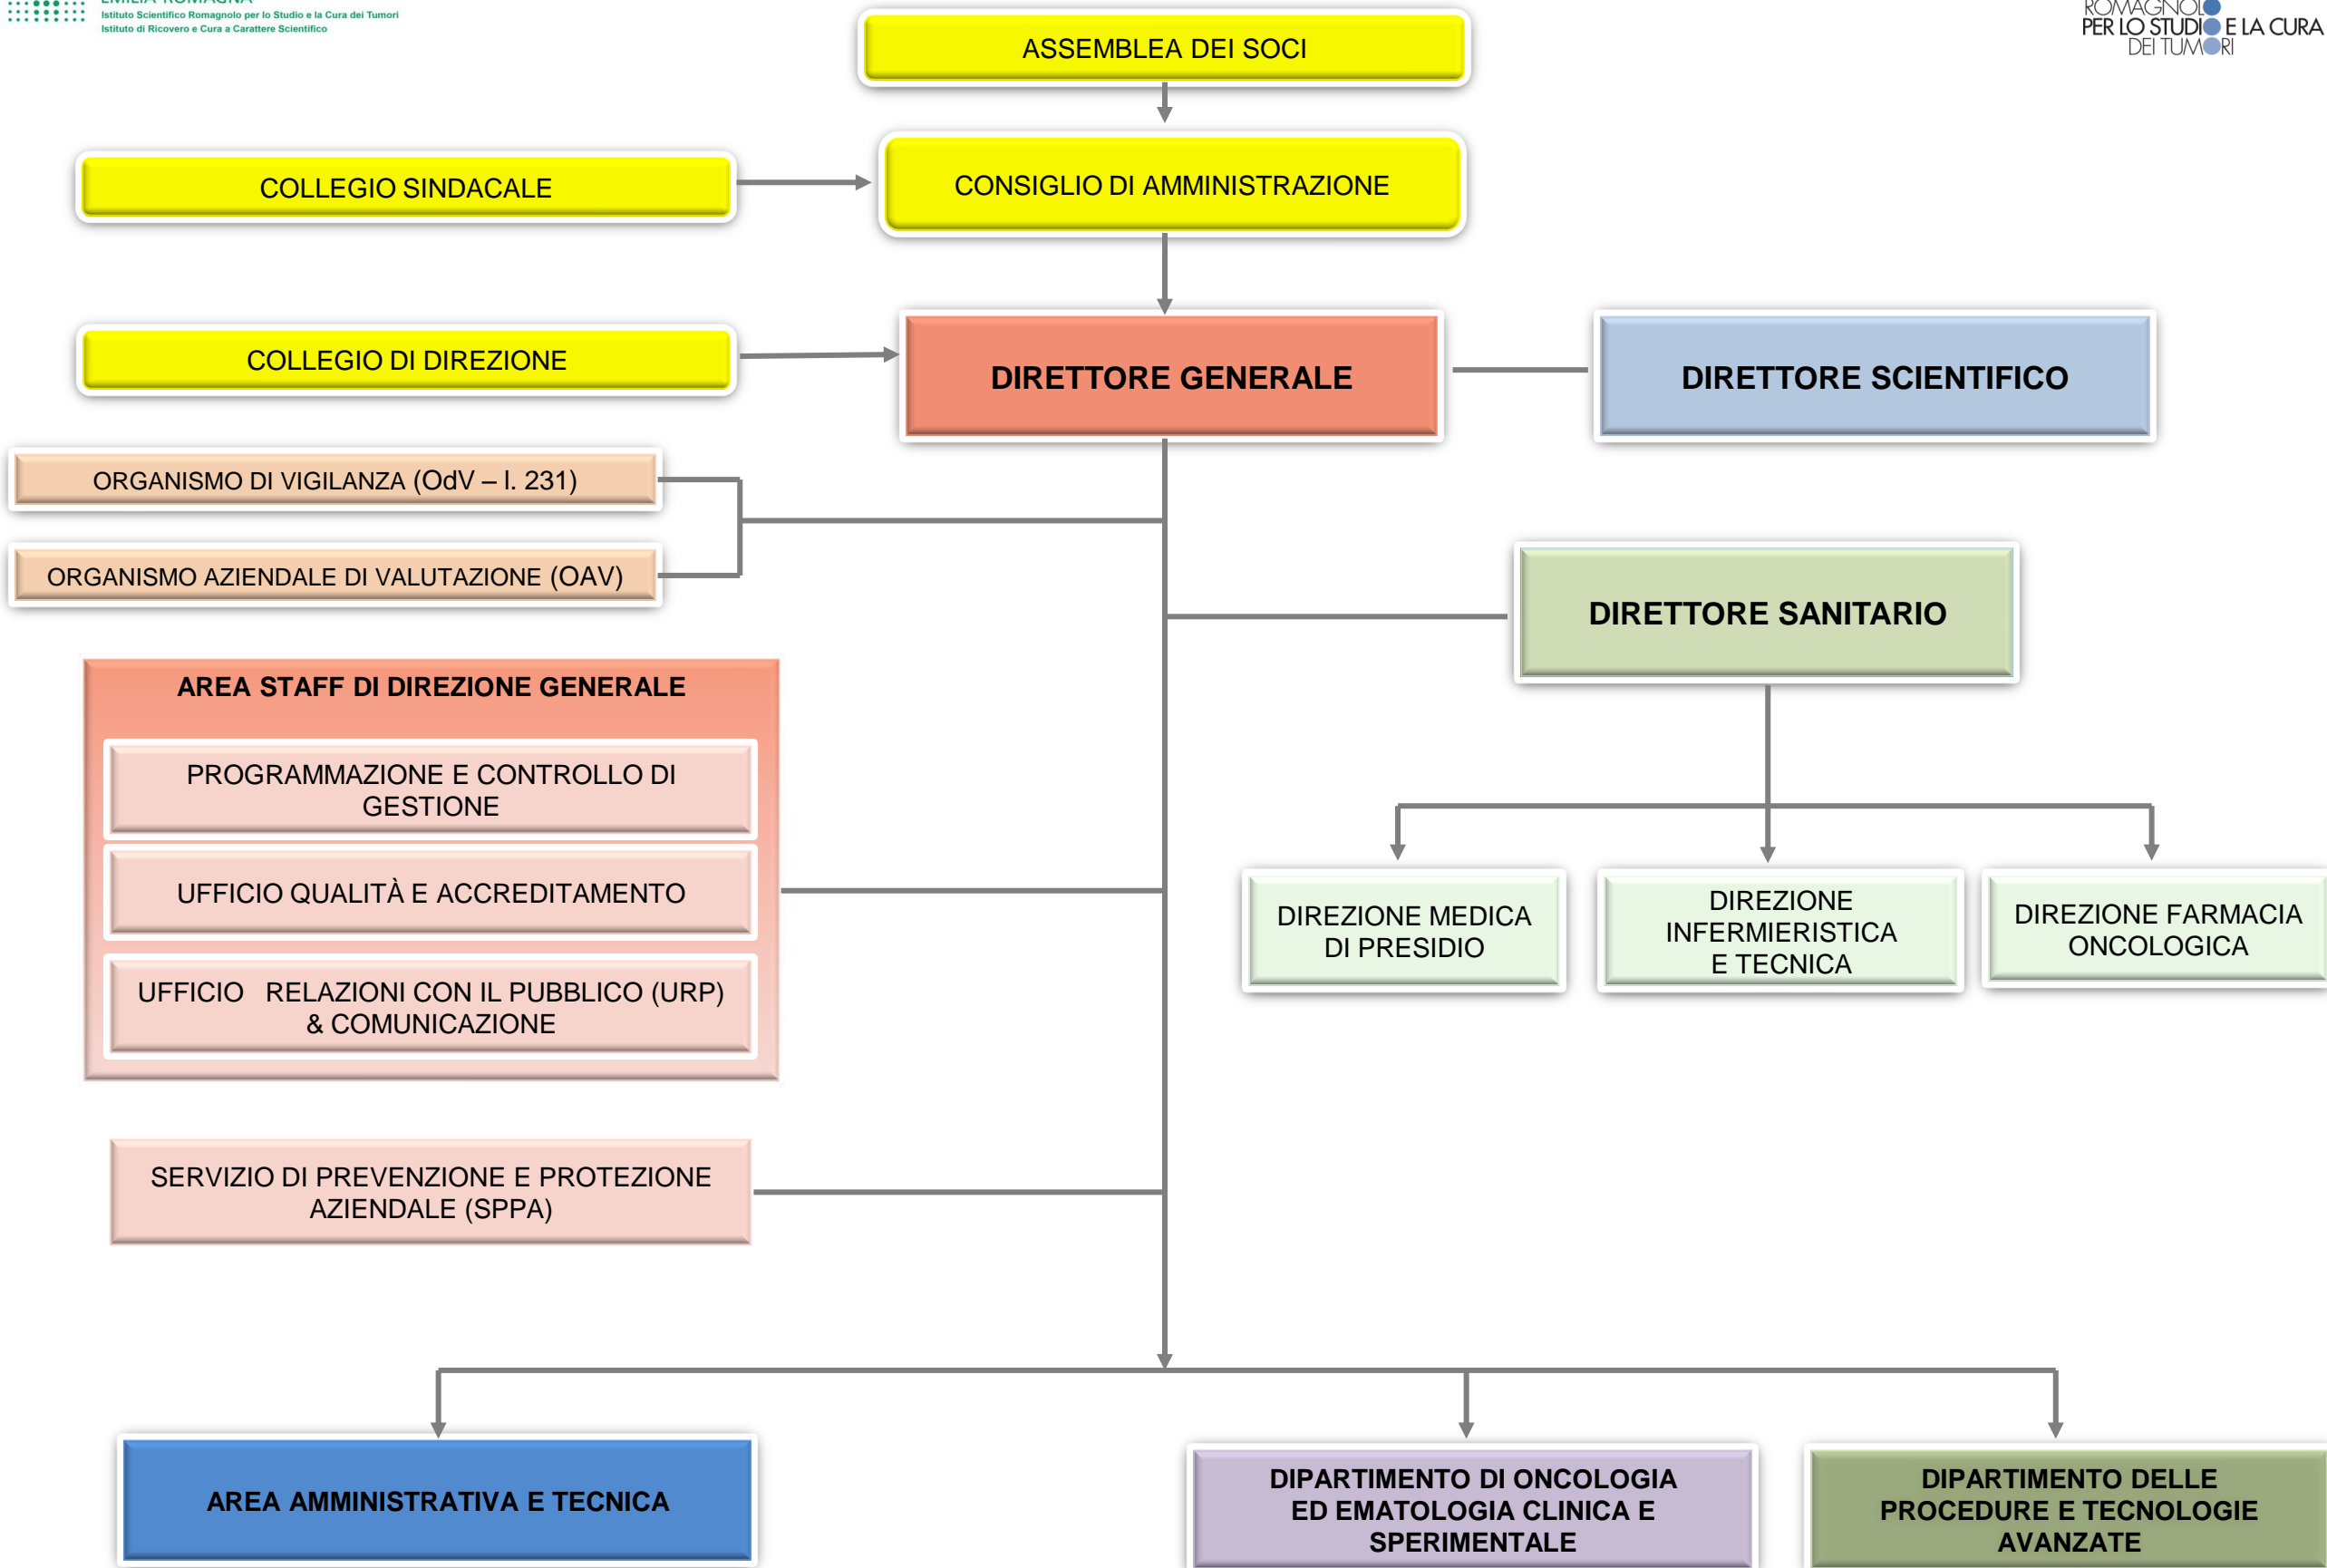 EMILIA-ROMAGNA
Istituto Scientifico Romagnolo per lo Studio e la Cura dei Tumori
Istituto di Ricovero e Cura a Carattere Scientifico
ROMAGNOLO
PER LO STUDIO E LA CURA
DEI TUMORI
ASSEMBLEA DEI SOCI
COLLEGIO SINDACALE
CONSIGLIO DI AMMINISTRAZIONE
COLLEGIO DI DIREZIONE
DIRETTORE GENERALE
DIRETTORE SCIENTIFICO
ORGANISMO DI VIGILANZA (OdV – l. 231)
ORGANISMO AZIENDALE DI VALUTAZIONE (OAV)
DIRETTORE SANITARIO
AREA STAFF DI DIREZIONE GENERALE
PROGRAMMAZIONE E CONTROLLO DI
GESTIONE
UFFICIO QUALITÀ E ACCREDITAMENTO
UFFICIO RELAZIONI CON IL PUBBLICO (URP)
& COMUNICAZIONE
DIREZIONE MEDICA
DI PRESIDIO
DIREZIONE
INFERMIERISTICA
E TECNICA
DIREZIONE FARMACIA
ONCOLOGICA
SERVIZIO DI PREVENZIONE E PROTEZIONE
AZIENDALE (SPPA)
AREA AMMINISTRATIVA E TECNICA
DIPARTIMENTO DI ONCOLOGIA
ED EMATOLOGIA CLINICA E
SPERIMENTALE
DIPARTIMENTO DELLE
PROCEDURE E TECNOLOGIE
AVANZATE